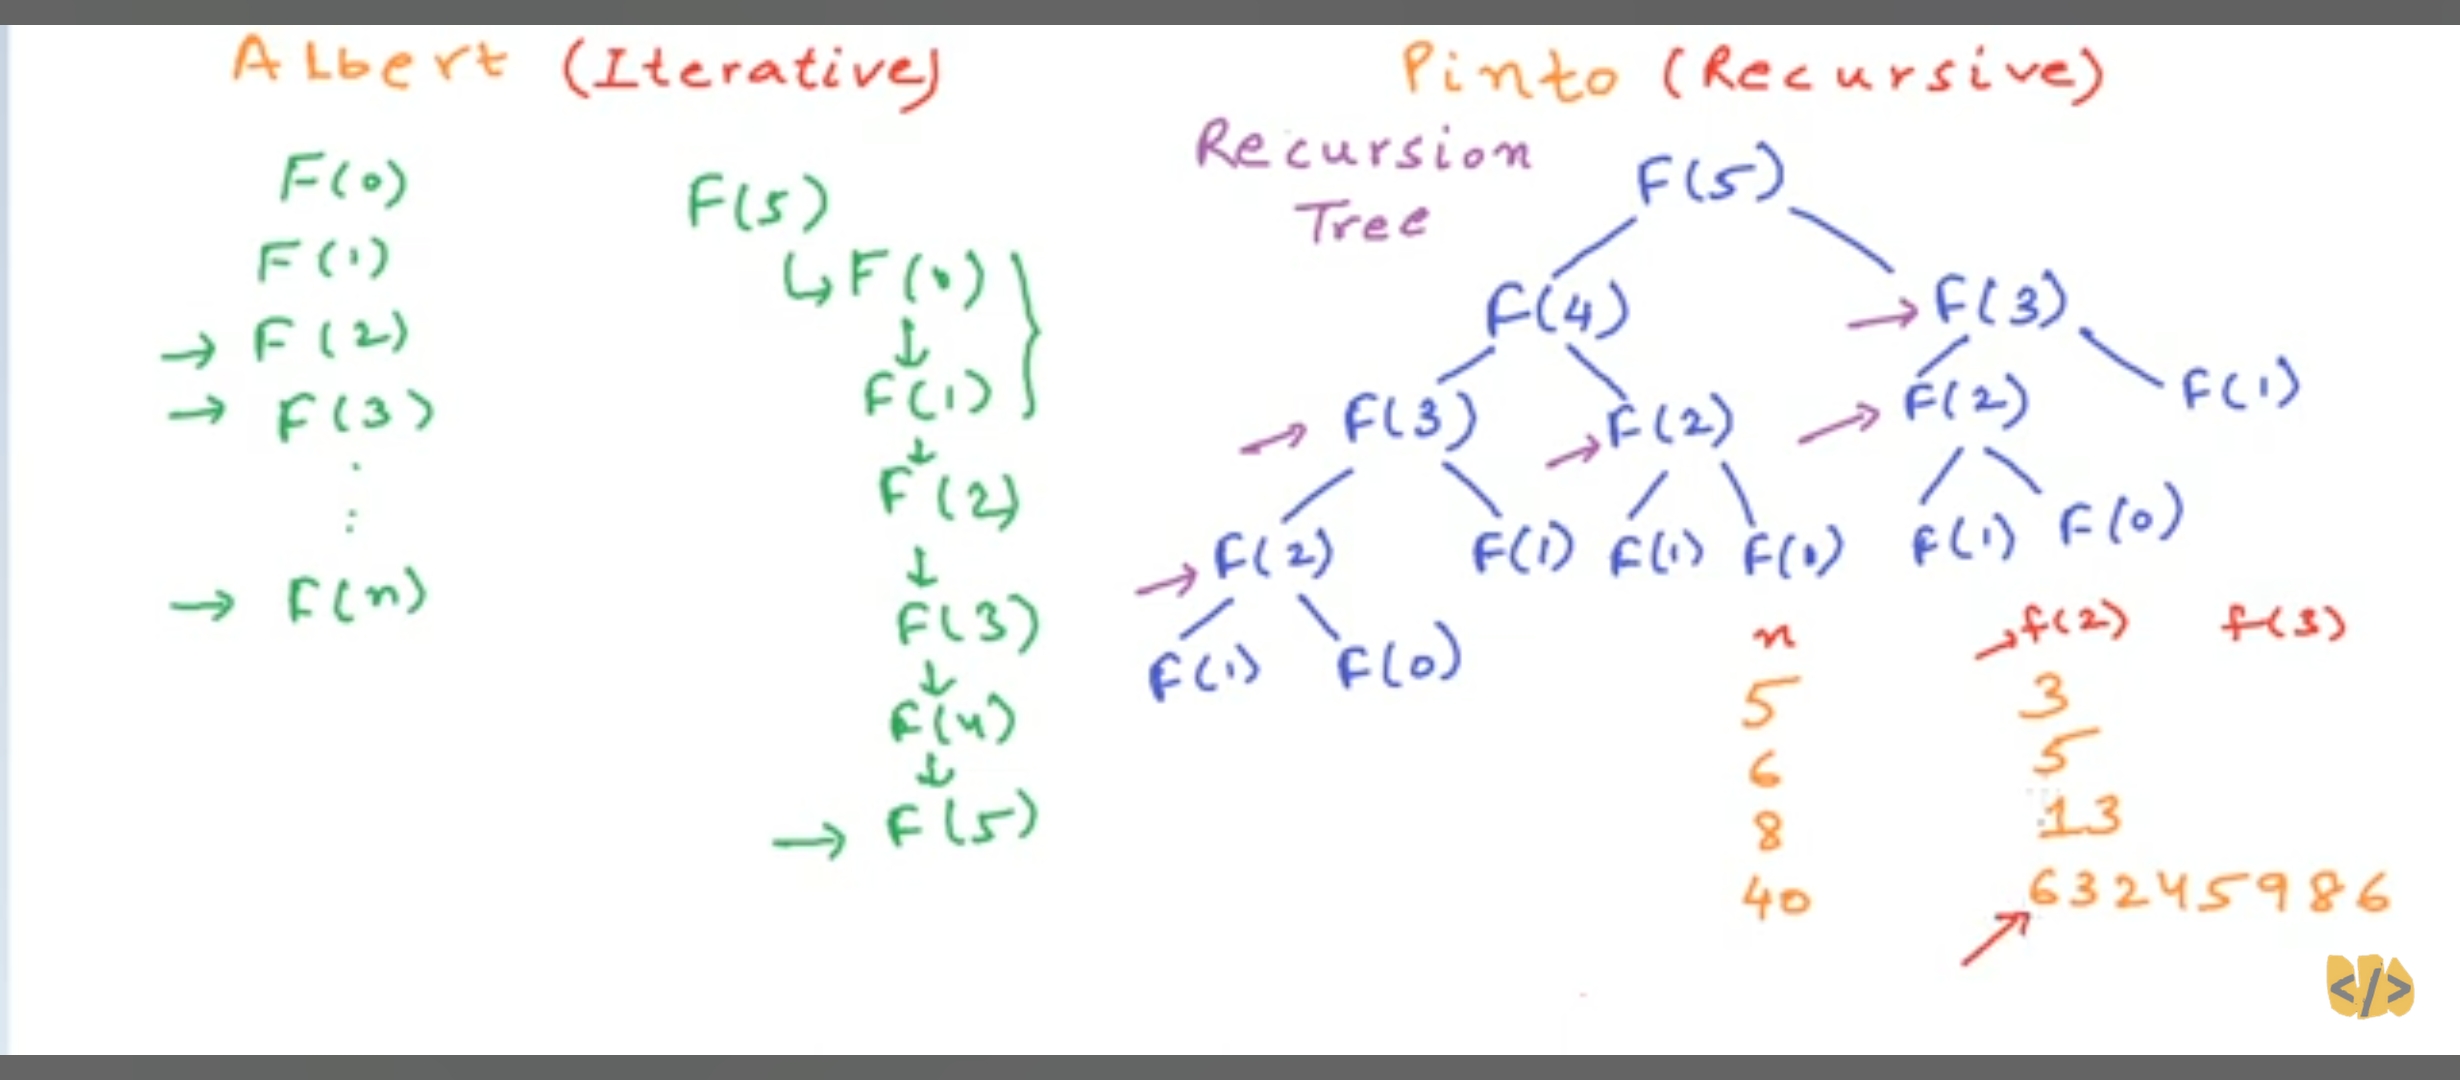 Albert (Iterative)
F(0)
F(1)
→ F(2)
→ F(3)
.
:
→ F(n)
F(5)
↳ F(0) }
↓
F(1)
↓
F(2)
↓
F(3)
↓
F(4)
↓
→ F(5)
Pinto (Recursive)
Recursion
Tree
F(5)
F(4) → F(3)
→ F(3) → F(2) → F(2) F(1)
→ F(2) F(1) F(1) F(0) F(1) F(0)
F(1) F(0)
n → f(2) f(3)
5 3
6 5
8 13
40 63245986
</>